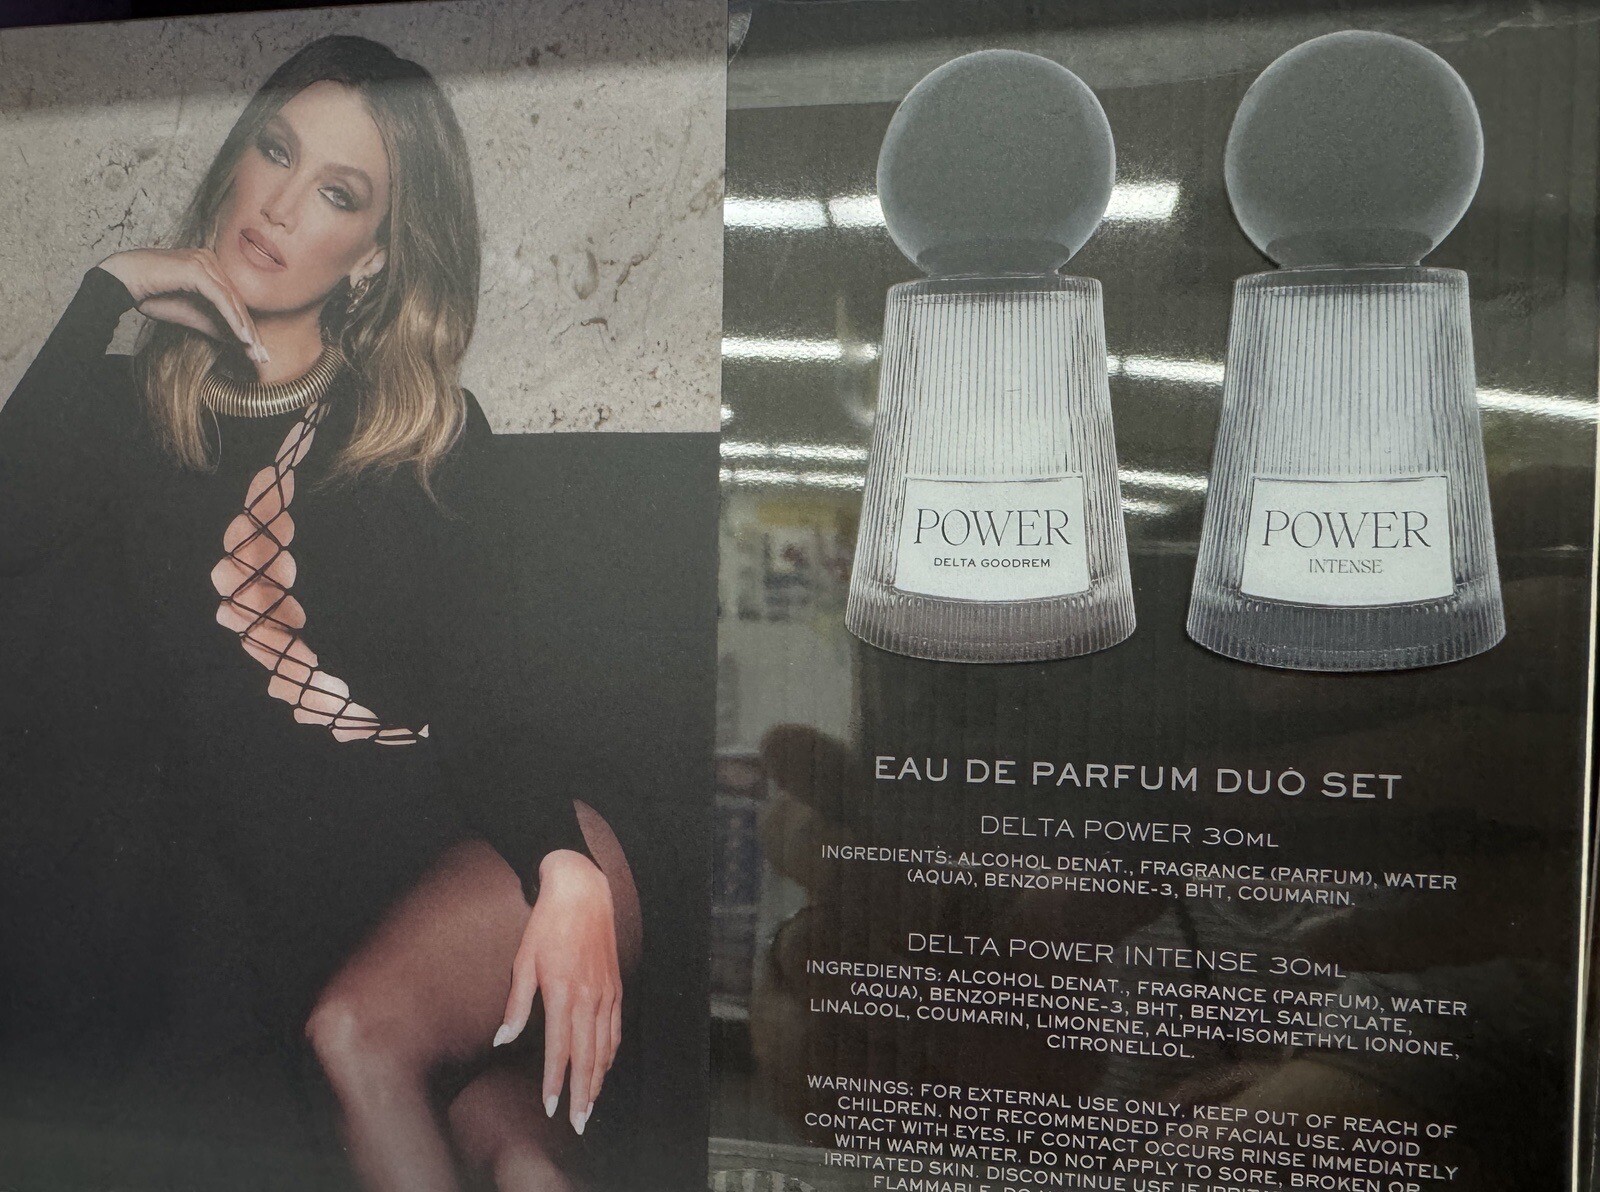 POWER
DELTA GOODREM
POWER
INTENSE
EAU DE PARFUM DUO SET
DELTA POWER 30ML
INGREDIENTS: ALCOHOL DENAT., FRAGRANCE (PARFUM), WATER
(AQUA), BENZOPHENONE-3, BHT, COUMARIN.
DELTA POWER INTENSE 30ML
INGREDIENTS: ALCOHOL DENAT., FRAGRANCE (PARFUM), WATER
(AQUA), BENZOPHENONE-3, BHT, BENZYL SALICYLATE,
LINALOOL, COUMARIN, LIMONENE, ALPHA-ISOMETHYL IONONE,
CITRONELLOL.
WARNINGS: FOR EXTERNAL USE ONLY. KEEP OUT OF REACH OF
CHILDREN. NOT RECOMMENDED FOR FACIAL USE. AVOID
CONTACT WITH EYES. IF CONTACT OCCURS RINSE IMMEDIATELY
WITH WARM WATER. DO NOT APPLY TO SORE, BROKEN OR
IRRITATED SKIN. DISCONTINUE USE IF
FLAMMABLE.